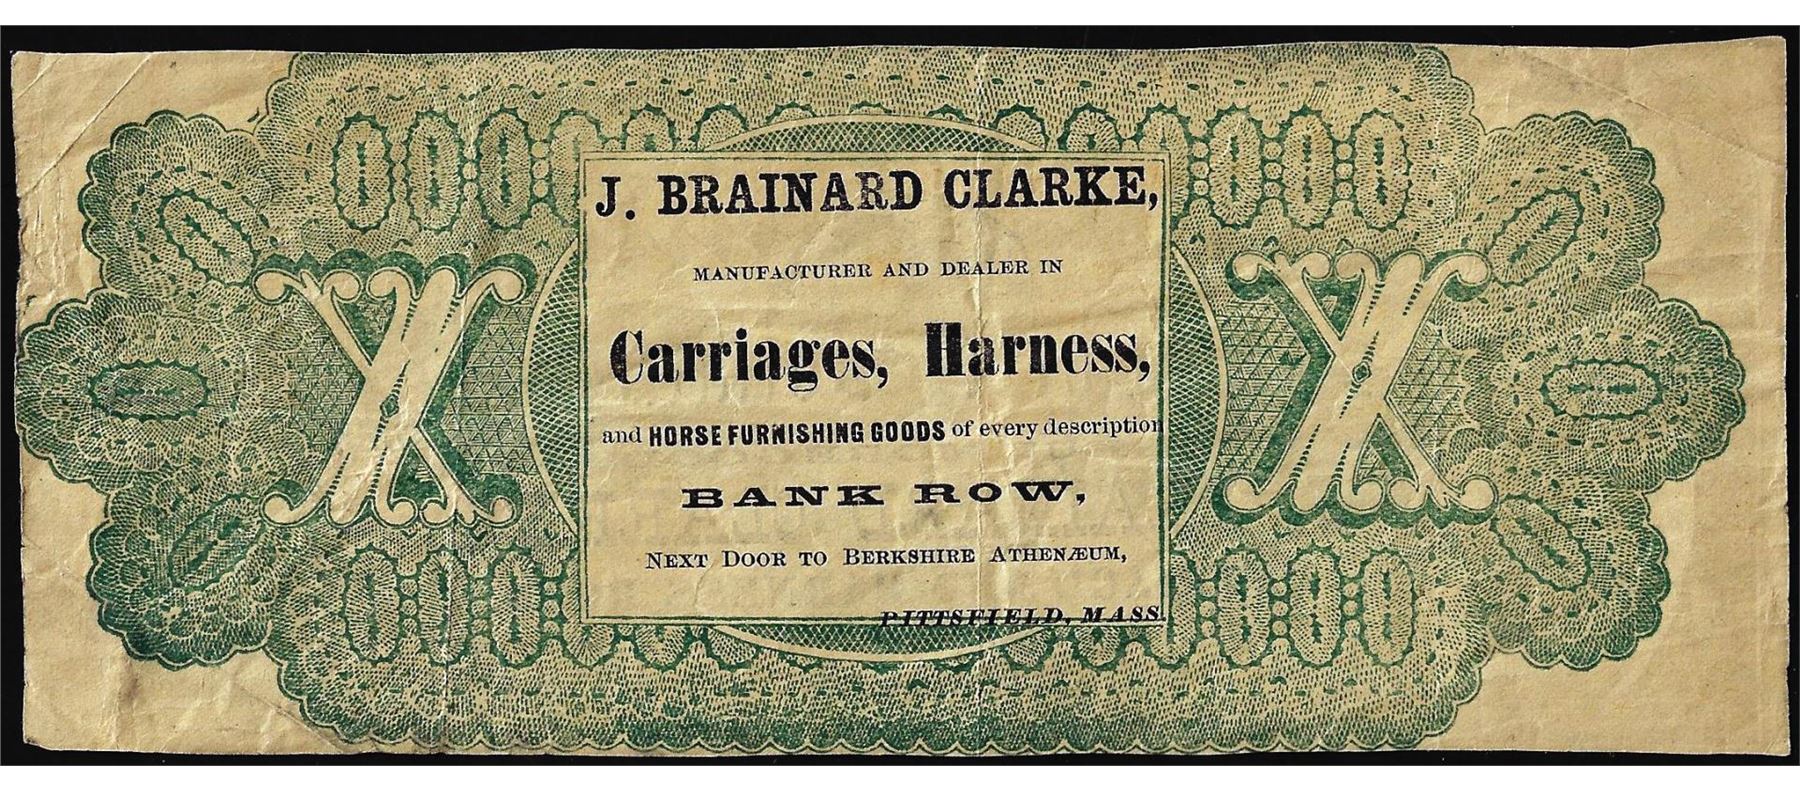 J. BRAINARD CLARKE,
MANUFACTURER AND DEALER IN
Carriages, Harness,
and HORSE FURNISHING GOODS of every description
BANK ROW,
NEXT DOOR TO BERKSHIRE ATHENÆUM,
PITTSFIELD, MASS
X X